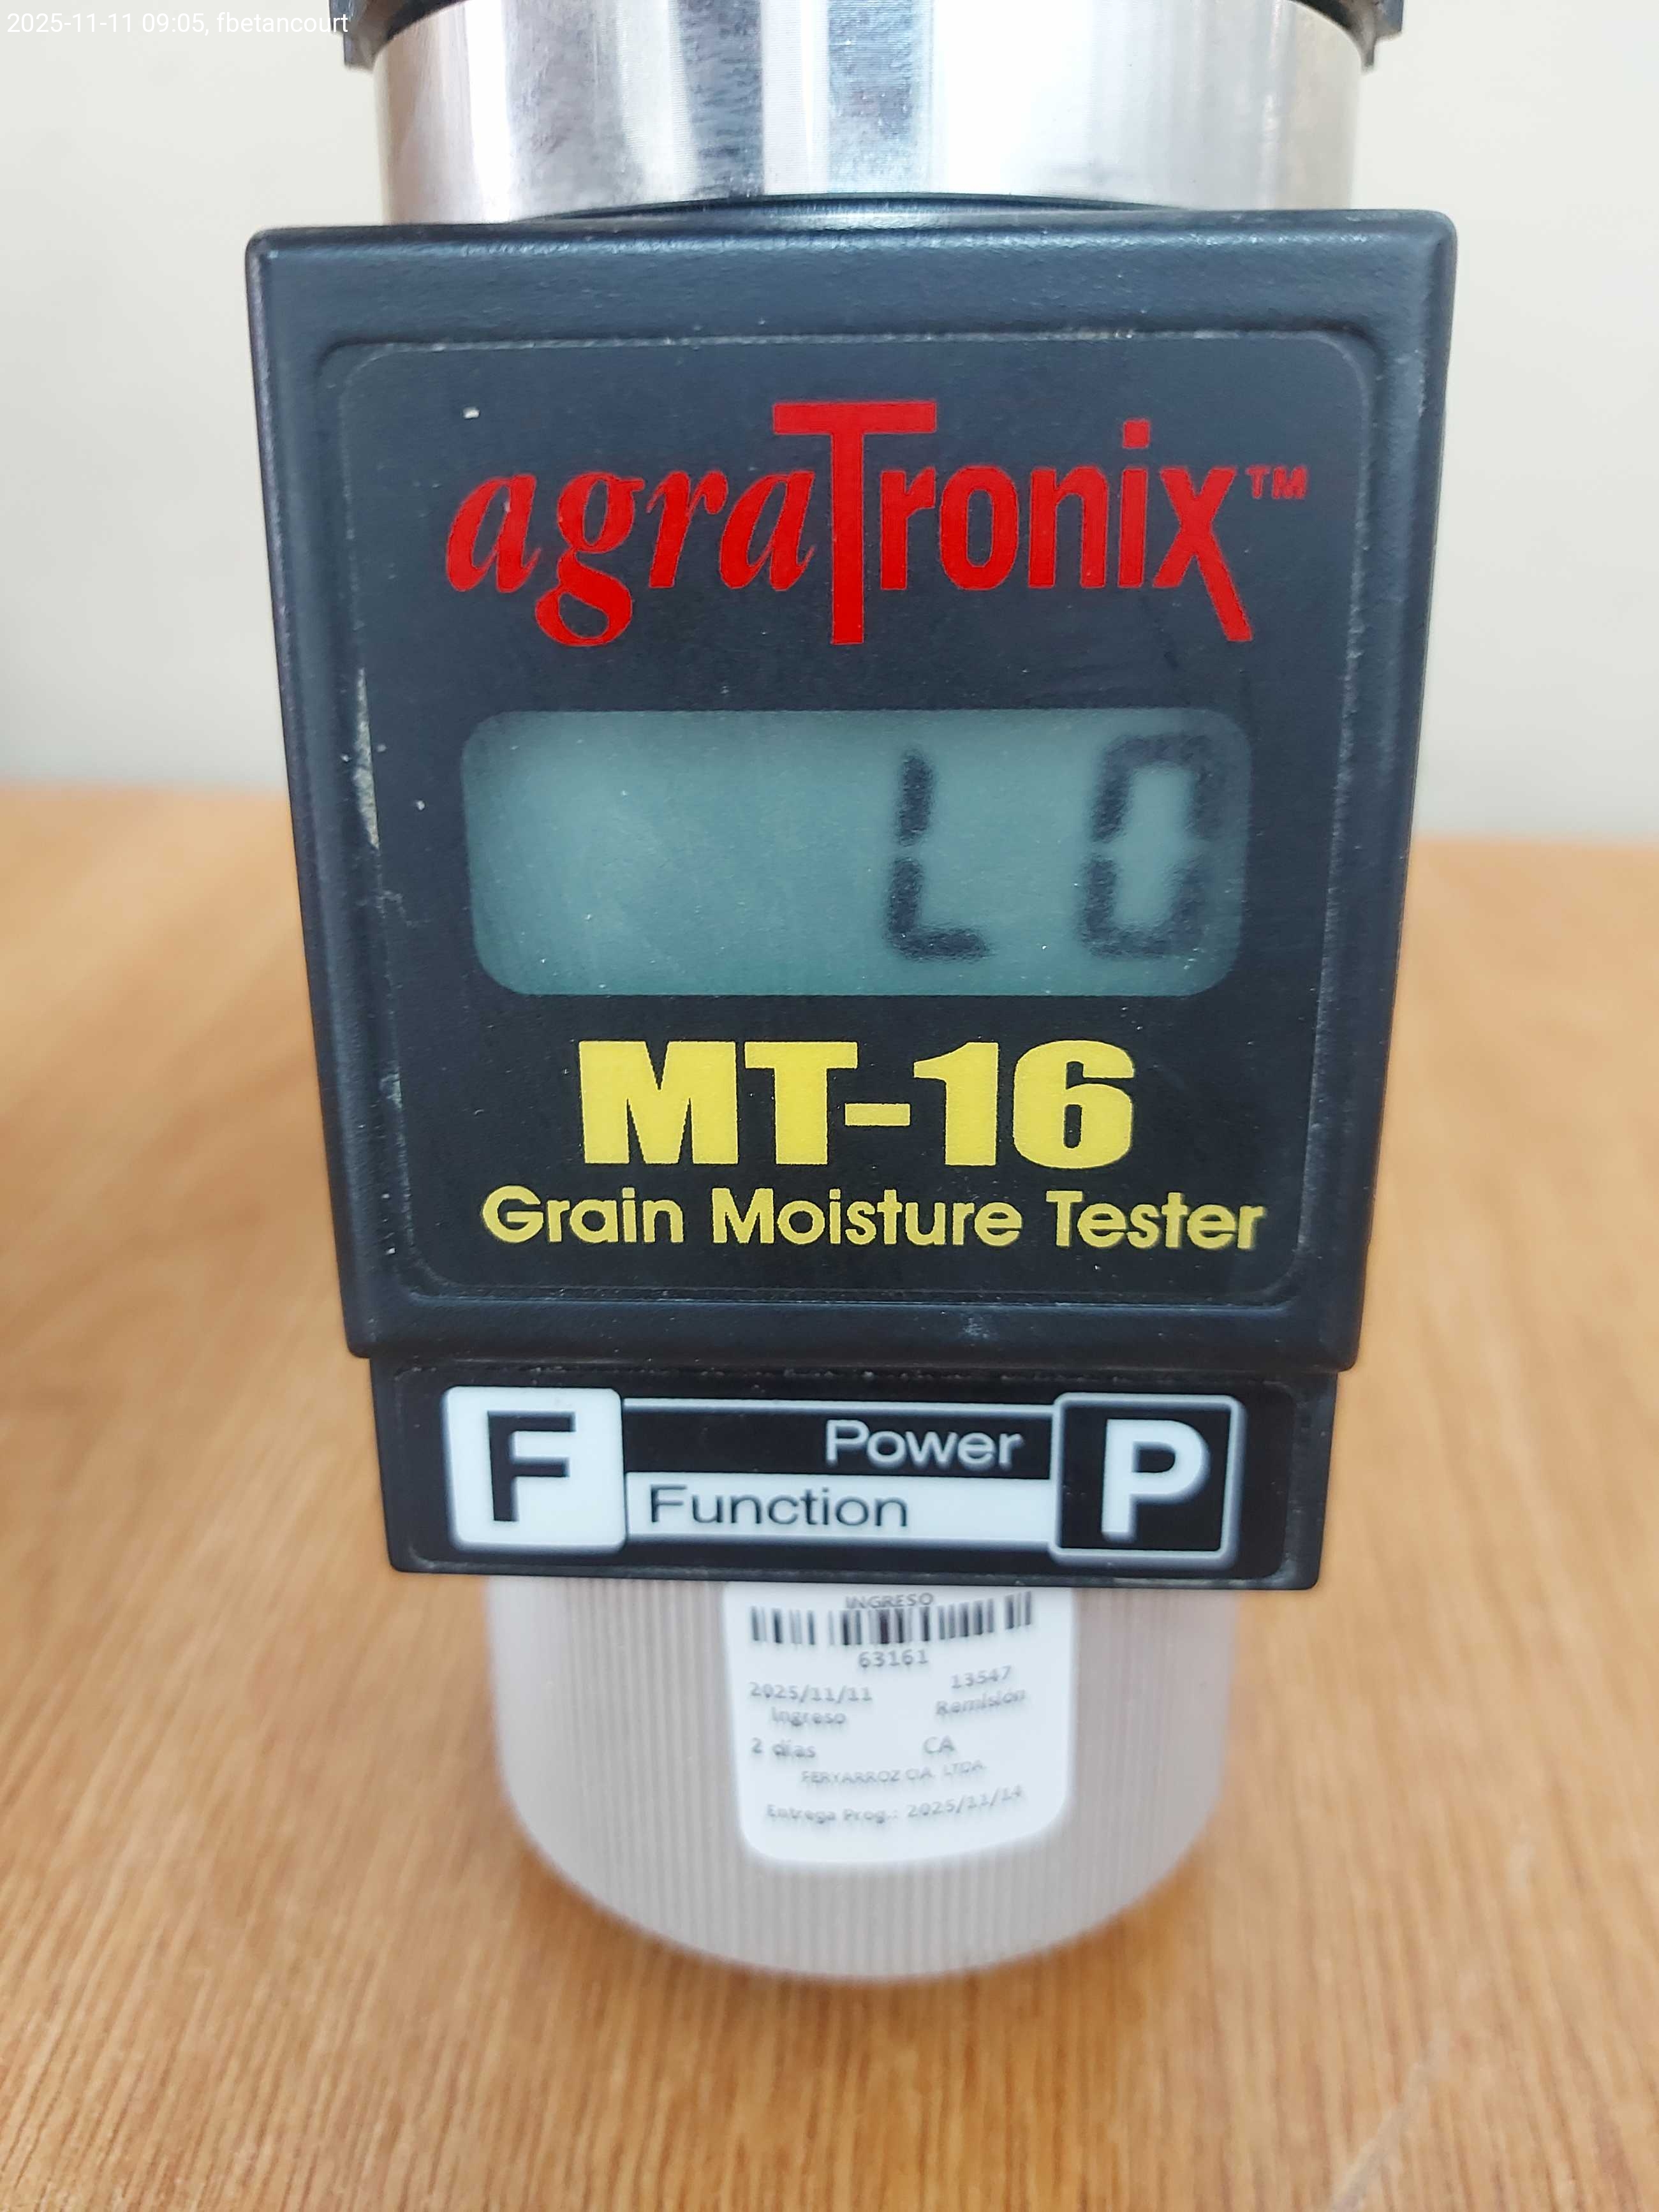 2025-11-11 09:05, fbetancourt
agraTronix™
LO
MT-16
Grain Moisture Tester
F
Power
P
Function
INGRESO
63161
2025/11/11 13547
Ingreso Remisión
2 días CA
FERYARROZ CIA. LTDA.
Entrega Prog.: 2025/11/14